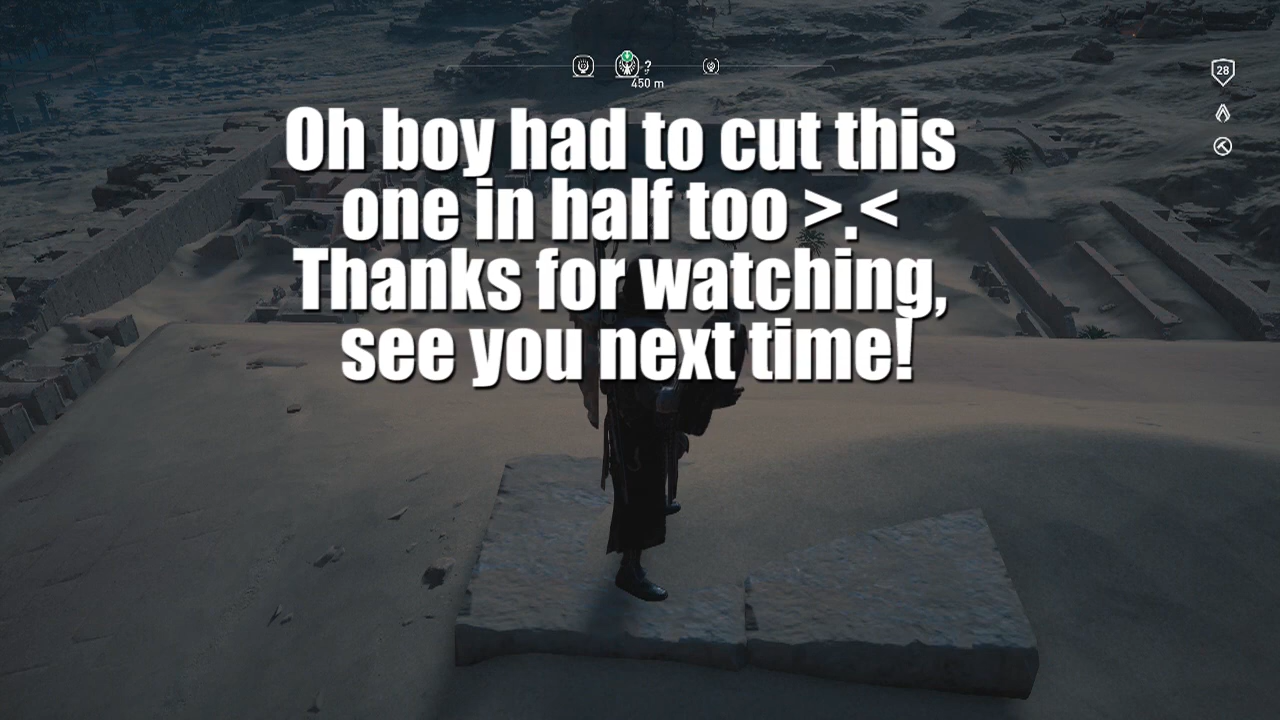 ?
450 m
28
Oh boy had to cut this
one in half too >.<
Thanks for watching,
see you next time!